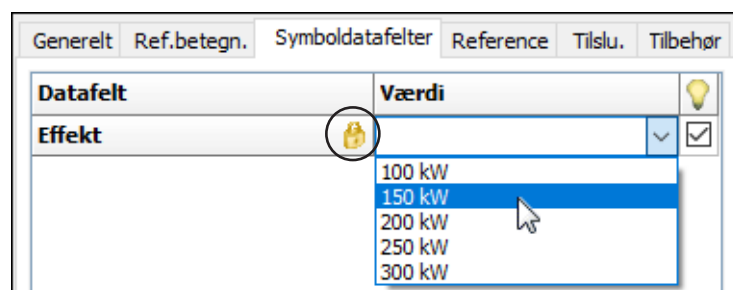 Generelt Ref.betegn. Symboldatafelter Reference Tilslu. Tilbehør
Datafelt Værdi
Effekt
100 kW
150 kW
200 kW
250 kW
300 kW